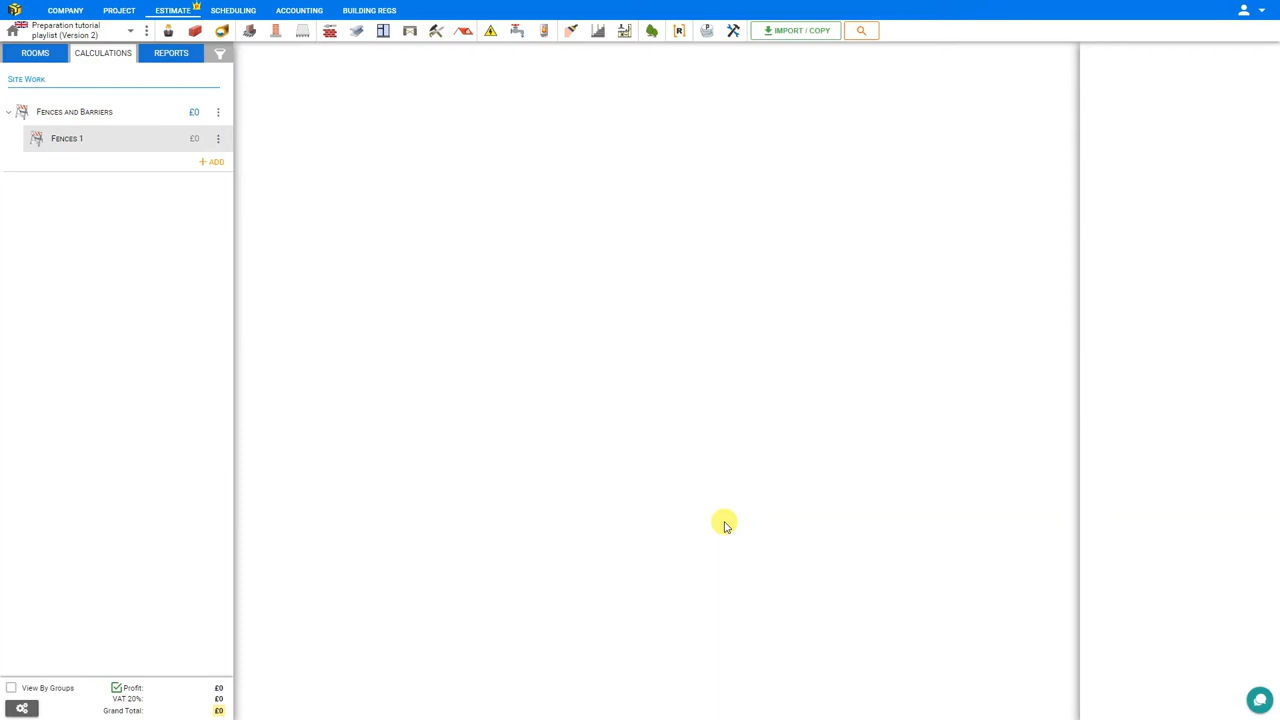 COMPANY PROJECT ESTIMATE SCHEDULING ACCOUNTING BUILDING REGS
Preparation tutorial
playlist (Version 2)
IMPORT / COPY
ROOMS CALCULATIONS REPORTS
Site Work
Fences and Barriers £0
Fences 1 £0
+ ADD
View By Groups Profit: £0
VAT 20%: £0
Grand Total: £0